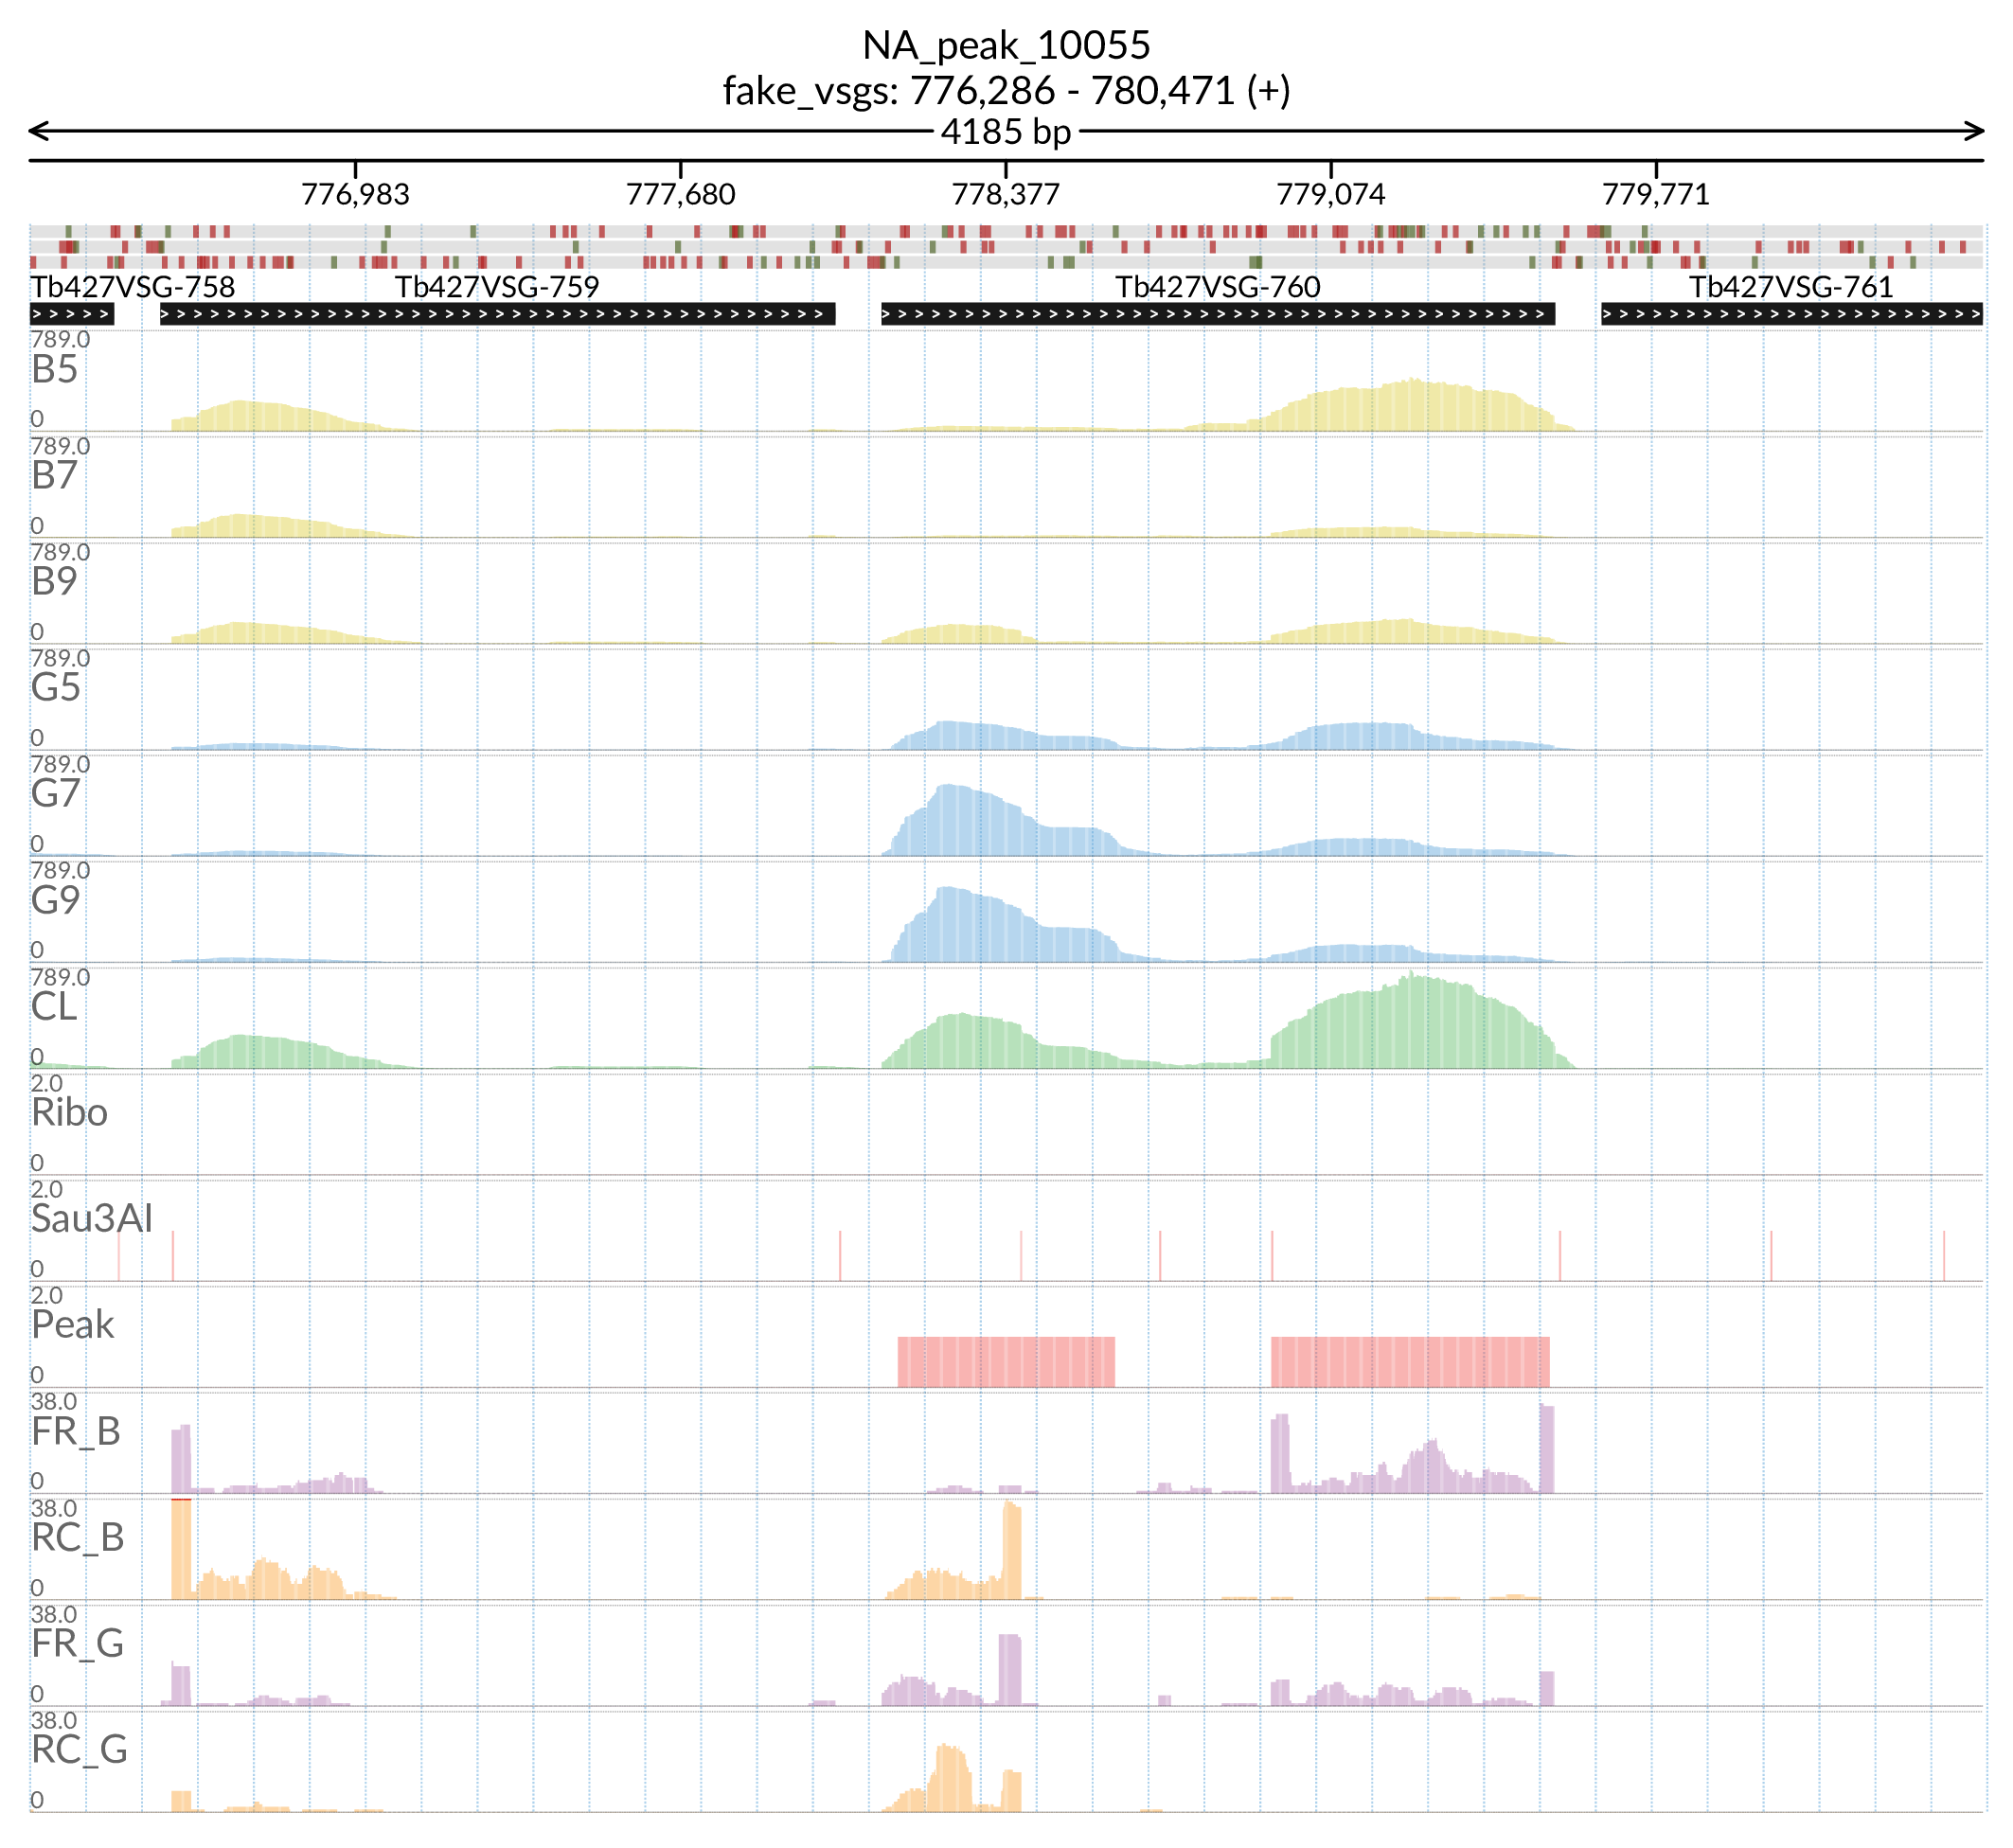 NA_peak_10055
fake_vsgs: 776,286 - 780,471 (+)
4185 bp
776,983 777,680 778,377 779,074 779,771
Tb427VSG-758 Tb427VSG-759 Tb427VSG-760 Tb427VSG-761
789.0
B5
0
789.0
B7
0
789.0
B9
0
789.0
G5
0
789.0
G7
0
789.0
G9
0
789.0
CL
0
2.0
Ribo
0
2.0
Sau3AI
0
2.0
Peak
0
38.0
FR_B
0
38.0
RC_B
0
38.0
FR_G
0
38.0
RC_G
0